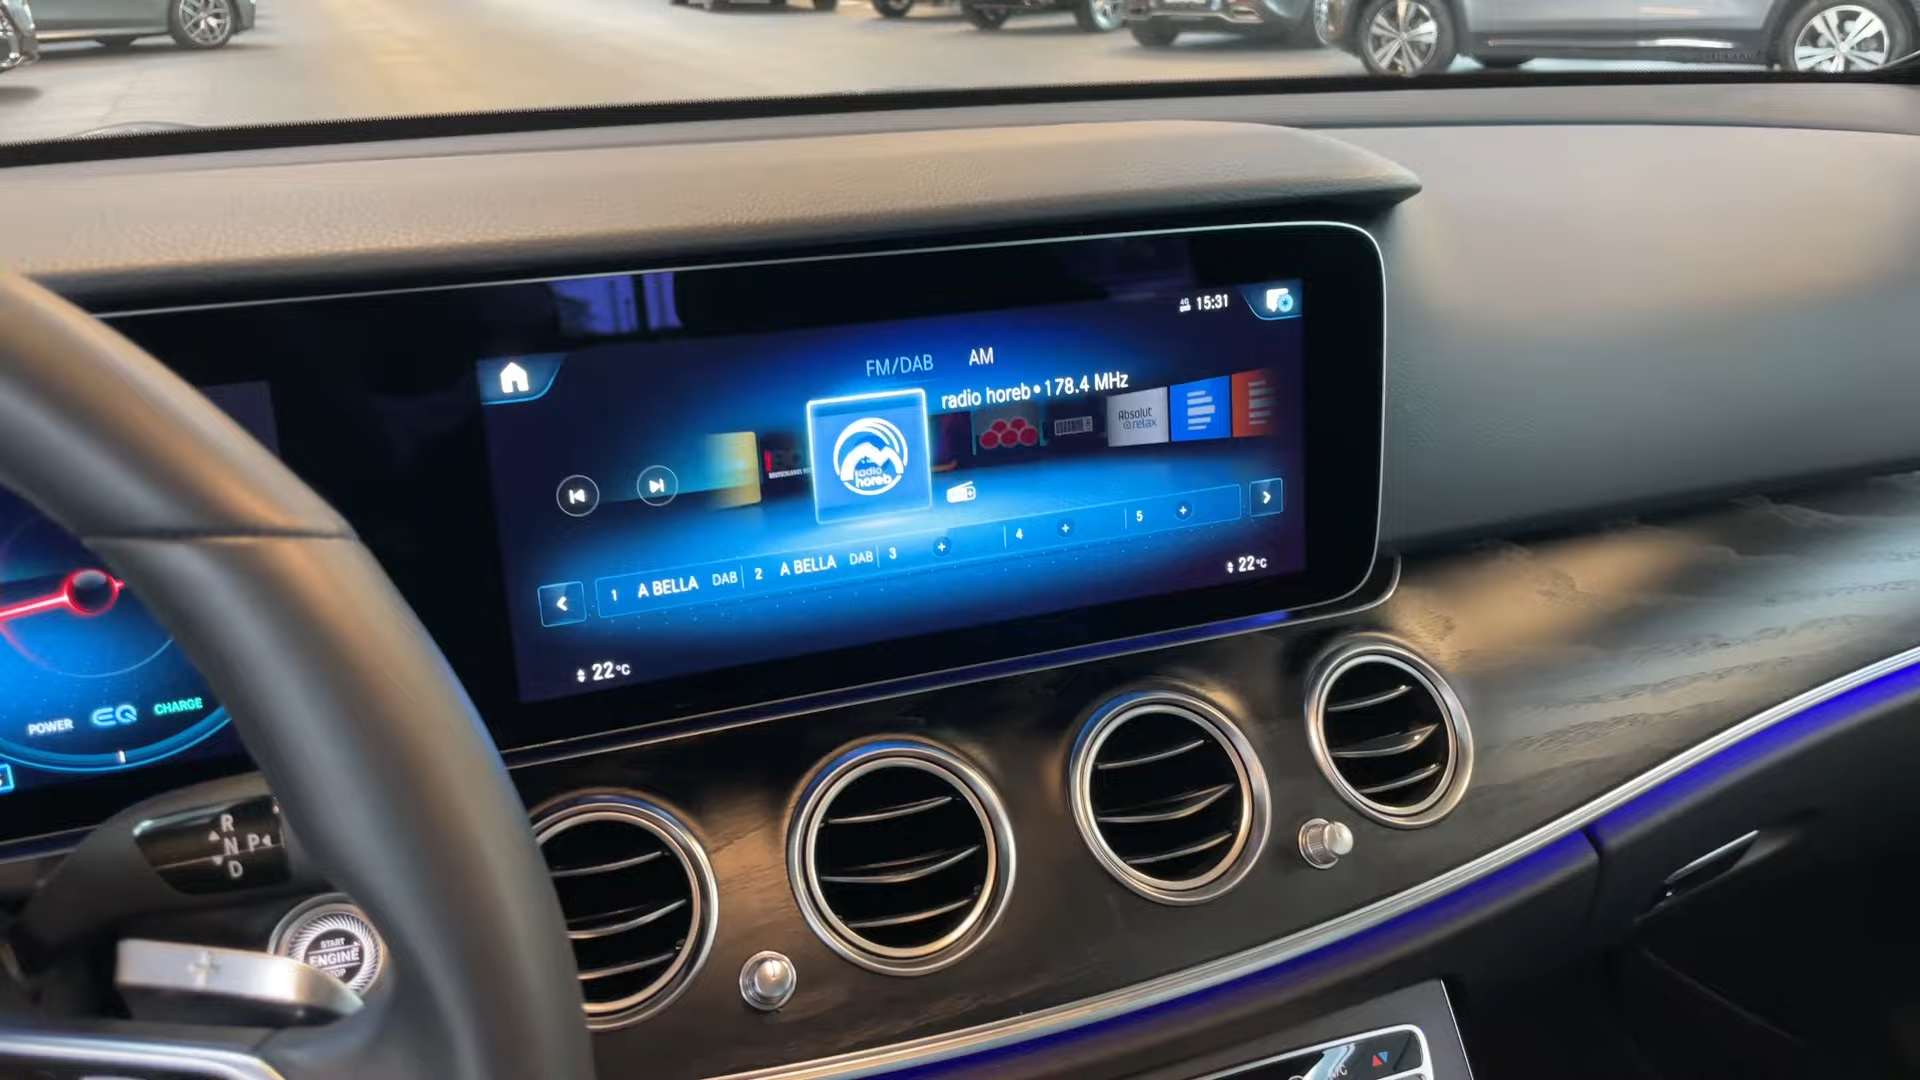 4G 15:31
FM/DAB AM
radio horeb • 178.4 MHz
Absolut
relax
radio
horeb
1 A BELLA DAB 2 A BELLA DAB 3 + 4 + 5 +
22°C
22°C
POWER EQ CHARGE
R
N P
D
START
ENGINE
STOP